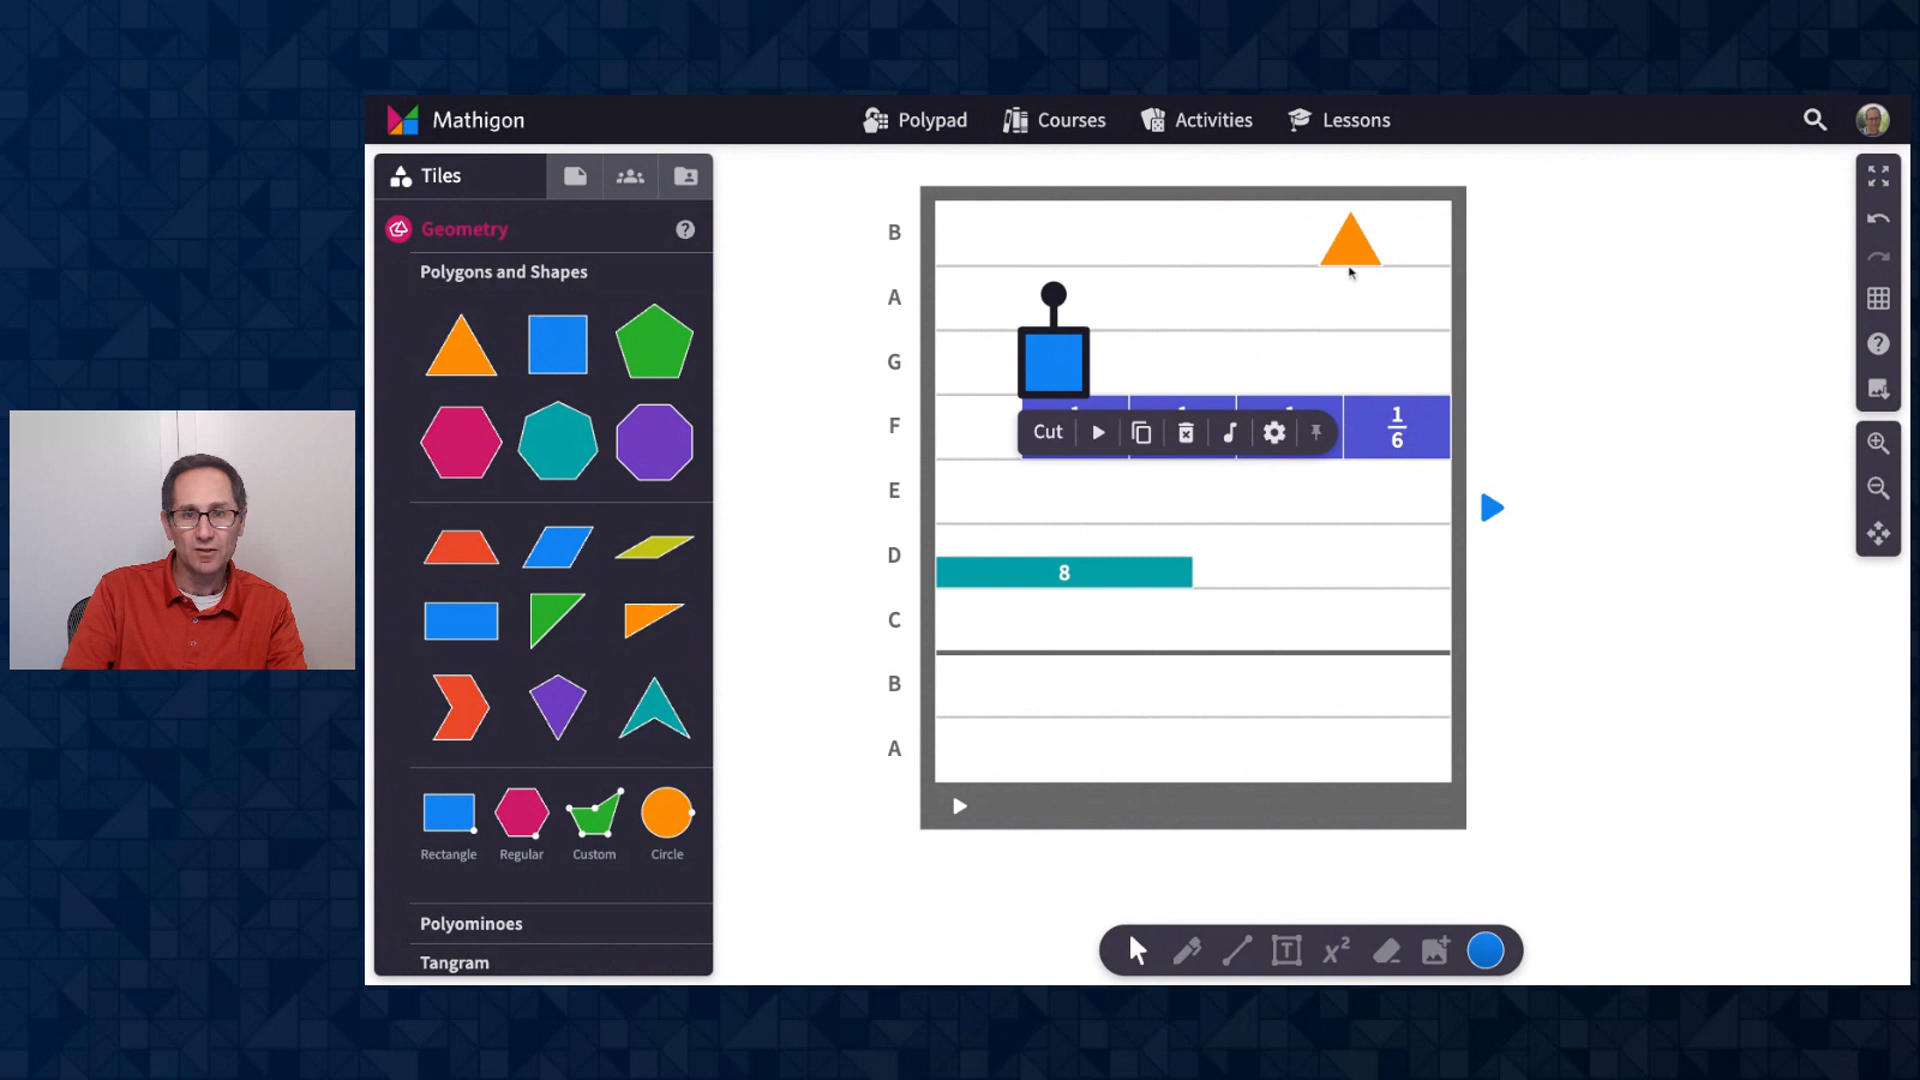 Mathigon
Polypad
Courses
Activities
Lessons
Tiles
Geometry
?
Polygons and Shapes
Rectangle
Regular
Custom
Circle
Polyominoes
Tangram
B
A
G
F
E
D
C
B
A
Cut
1
6
8
T
x²
?